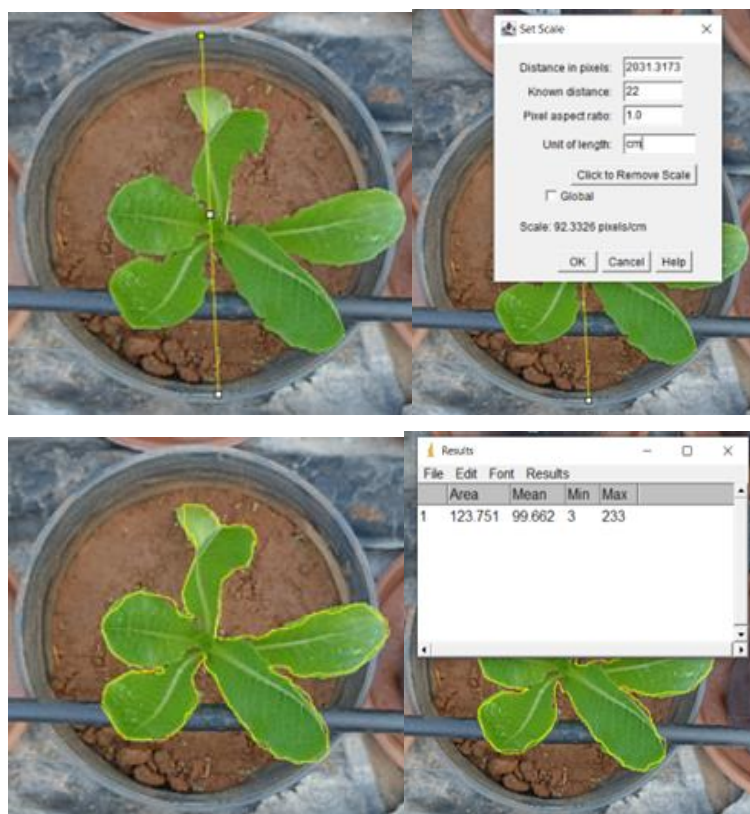 Set Scale
Distance in pixels: 2031.3173
Known distance: 22
Pixel aspect ratio: 1.0
Unit of length: cm
Click to Remove Scale
Global
Scale: 92.3326 pixels/cm
OK Cancel Help
Results
File Edit Font Results
Area Mean Min Max
1 123.751 99.662 3 233